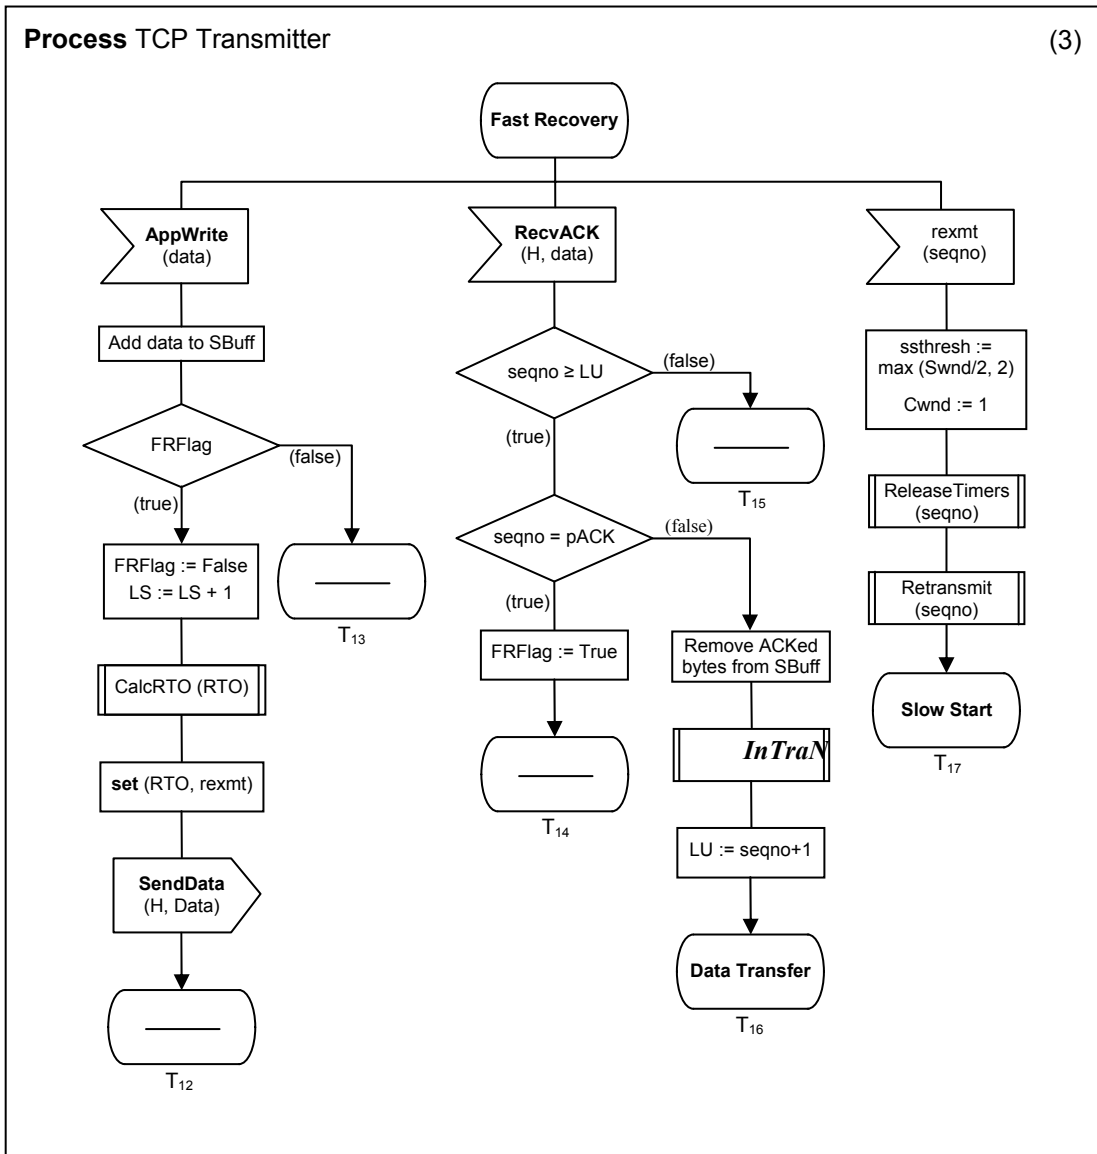 Process TCP Transmitter (3)
Fast Recovery
AppWrite
(data)
Add data to SBuff
FRFlag
(false)
(true)
FRFlag := False
LS := LS + 1
T13
CalcRTO (RTO)
set (RTO, rexmt)
SendData
(H, Data)
T12
RecvACK
(H, data)
seqno ≥ LU
(false)
(true)
T15
seqno = pACK
(false)
(true)
FRFlag := True
T14
Remove ACKed
bytes from SBuff
InTraN
LU := seqno+1
Data Transfer
T16
rexmt
(seqno)
ssthresh :=
max (Swnd/2, 2)
Cwnd := 1
ReleaseTimers
(seqno)
Retransmit
(seqno)
Slow Start
T17